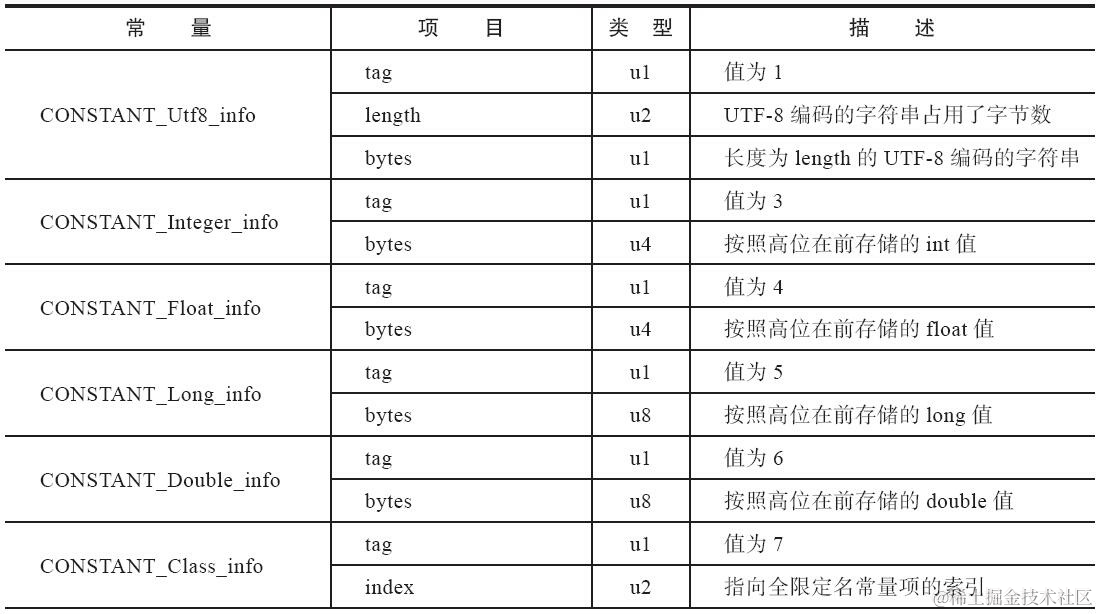 常 量 项 目 类 型 描 述
CONSTANT_Utf8_info tag u1 值为 1
length u2 UTF-8 编码的字符串占用了字节数
bytes u1 长度为 length 的 UTF-8 编码的字符串
CONSTANT_Integer_info tag u1 值为 3
bytes u4 按照高位在前存储的 int 值
CONSTANT_Float_info tag u1 值为 4
bytes u4 按照高位在前存储的 float 值
CONSTANT_Long_info tag u1 值为 5
bytes u8 按照高位在前存储的 long 值
CONSTANT_Double_info tag u1 值为 6
bytes u8 按照高位在前存储的 double 值
CONSTANT_Class_info tag u1 值为 7
index u2 指向全限定名常量项的索引
@稀土掘金技术社区